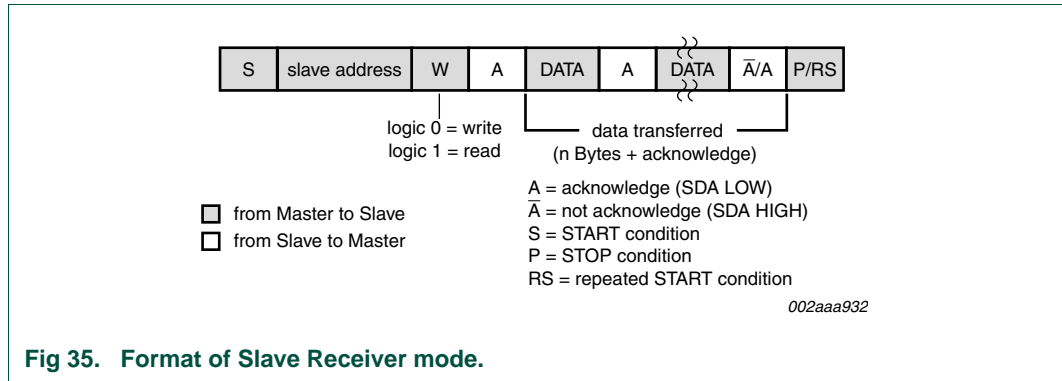 S slave address W A DATA A DATA A̅/A P/RS
logic 0 = write
logic 1 = read
data transferred
(n Bytes + acknowledge)
A = acknowledge (SDA LOW)
A̅ = not acknowledge (SDA HIGH)
S = START condition
P = STOP condition
RS = repeated START condition
from Master to Slave
from Slave to Master
002aaa932
Fig 35. Format of Slave Receiver mode.